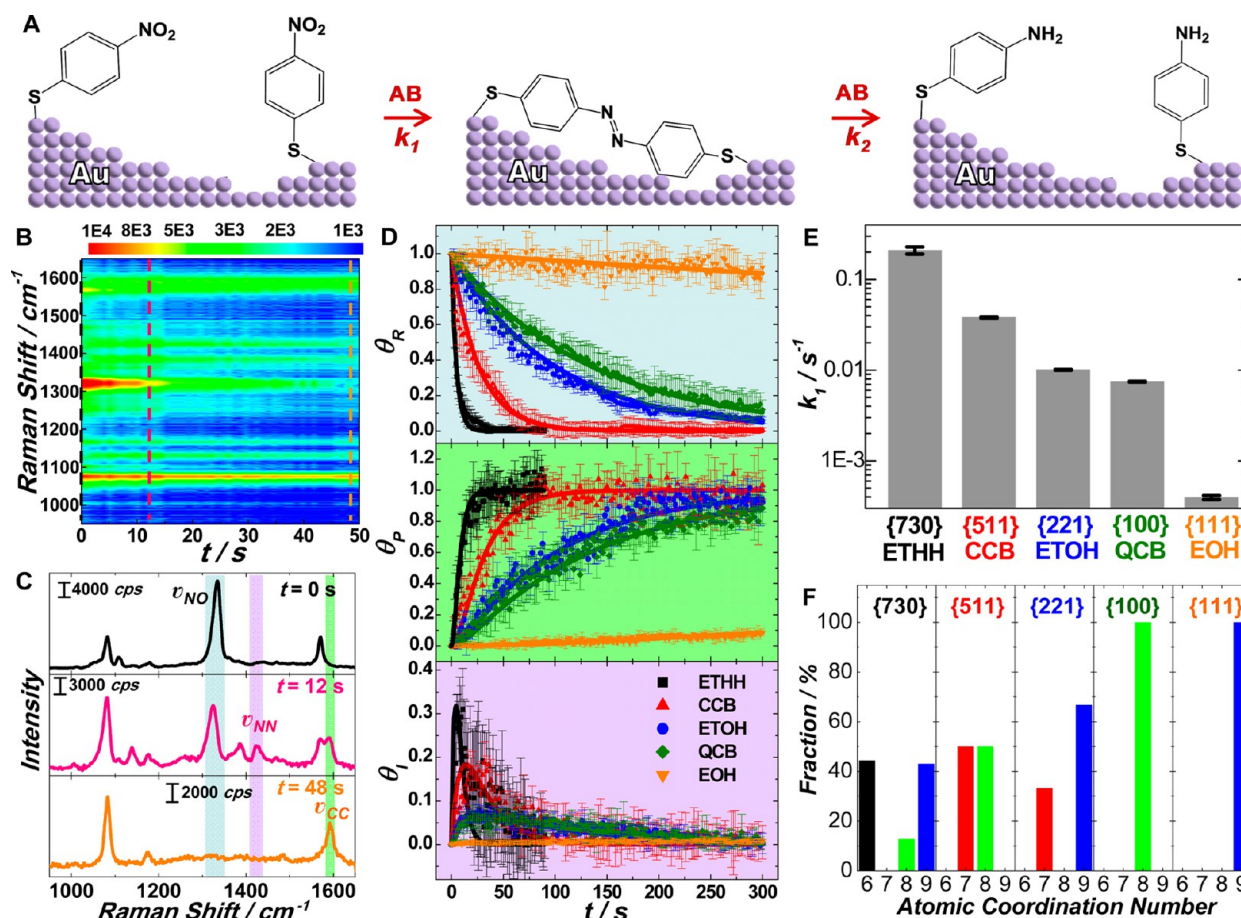 A
NO₂
NO₂
S
S
Au
AB
k₁
N
N
S
S
Au
AB
k₂
NH₂
NH₂
S
S
Au
B
1E4 8E3 5E3 3E3 2E3 1E3
Raman Shift / cm⁻¹
1600
1500
1400
1300
1200
1100
1000
0 10 20 30 40 50
t / s
C
4000 cps
νNO
t = 0 s
3000 cps
t = 12 s
νNN
2000 cps
t = 48 s
νCC
Intensity
1000 1200 1400 1600
Raman Shift / cm⁻¹
D
θR
1.0
0.8
0.6
0.4
0.2
0.0
θP
1.2
1.0
0.8
0.6
0.4
0.2
0.0
θI
0.4
0.3
0.2
0.1
0.0
ETHH
CCB
ETOH
QCB
EOH
0 50 100 150 200 250 300
t / s
E
k₁ / s⁻¹
0.1
0.01
1E-3
{730} {511} {221} {100} {111}
ETHH CCB ETOH QCB EOH
F
{730} {511} {221} {100} {111}
Fraction / %
100
80
60
40
20
0
6 7 8 9 6 7 8 9 6 7 8 9 6 7 8 9 6 7 8 9
Atomic Coordination Number